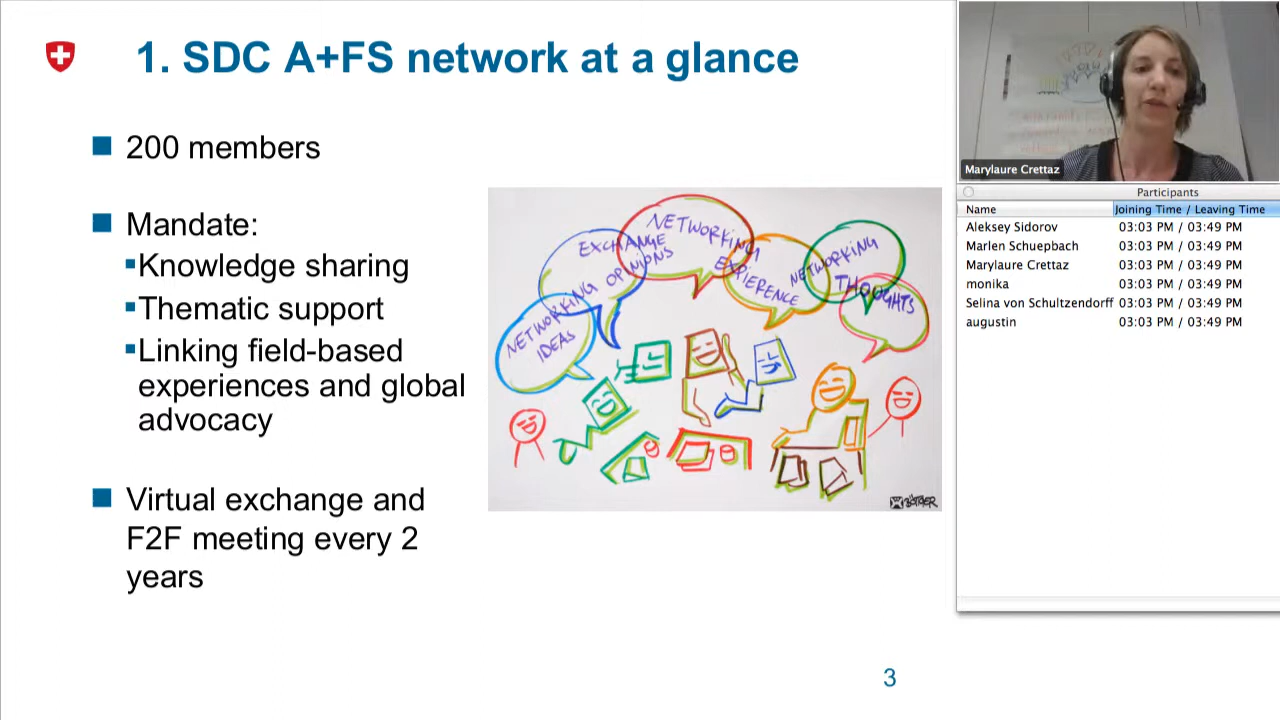 1. SDC A+FS network at a glance
200 members
Mandate:
Knowledge sharing
Thematic support
Linking field-based
experiences and global
advocacy
Virtual exchange and
F2F meeting every 2
years
NETWORKING
IDEAS
EXCHANGE
OPINIONS
NETWORKING
EXPIERENCE
NETWORKING
THOUGHTS
3
Marylaure Crettaz
Participants
Name Joining Time / Leaving Time
Aleksey Sidorov 03:03 PM / 03:49 PM
Marlen Schuepbach 03:03 PM / 03:49 PM
Marylaure Crettaz 03:03 PM / 03:49 PM
monika 03:03 PM / 03:49 PM
Selina von Schultzendorff 03:03 PM / 03:49 PM
augustin 03:03 PM / 03:49 PM